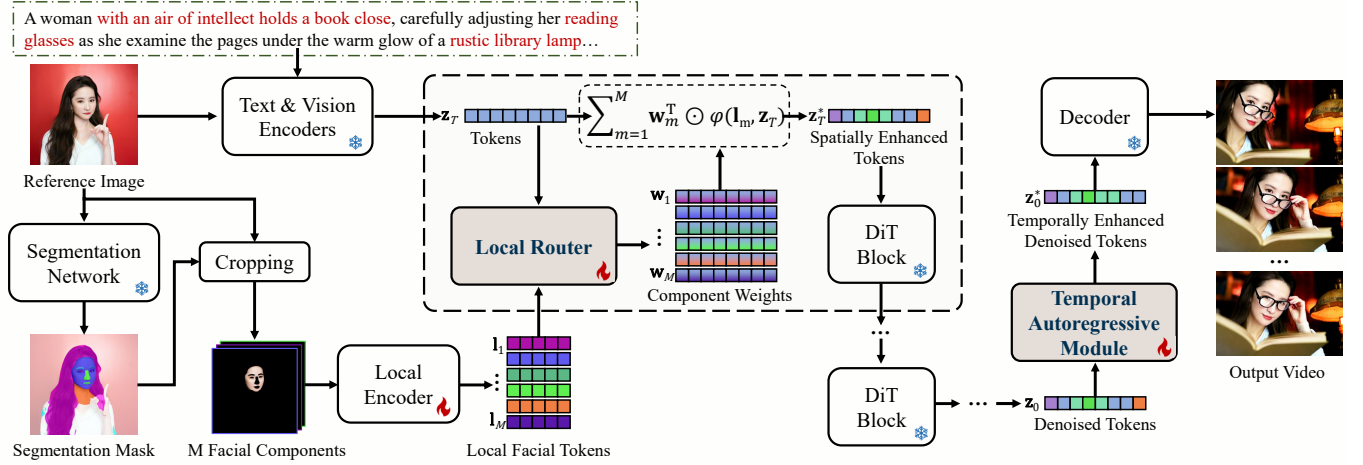 A woman with an air of intellect holds a book close, carefully adjusting her reading
glasses as she examine the pages under the warm glow of a rustic library lamp…
Reference Image
Text & Vision
Encoders
z_T
Tokens
∑_{m=1}^{M} w_m^T ⊙ φ(l_m, z_T)
z_T^*
Spatially Enhanced
Tokens
Segmentation
Network
Cropping
Segmentation Mask
M Facial Components
Local
Encoder
l_1
⋮
l_M
Local Facial Tokens
Local Router
w_1
⋮
w_M
Component Weights
DiT
Block
...
DiT
Block
...
z_0
Denoised Tokens
Temporal
Autoregressive
Module
z_0^*
Temporally Enhanced
Denoised Tokens
Decoder
...
Output Video